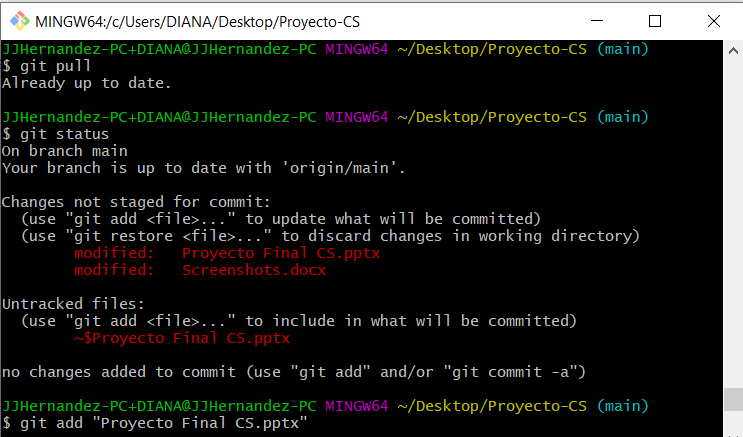 MINGW64:/c/Users/DIANA/Desktop/Proyecto-CS
JJHernandez-PC+DIANA@JJHernandez-PC MINGW64 ~/Desktop/Proyecto-CS (main)
$ git pull
Already up to date.
JJHernandez-PC+DIANA@JJHernandez-PC MINGW64 ~/Desktop/Proyecto-CS (main)
$ git status
On branch main
Your branch is up to date with 'origin/main'.
Changes not staged for commit:
(use "git add <file>..." to update what will be committed)
(use "git restore <file>..." to discard changes in working directory)
modified: Proyecto Final CS.pptx
modified: Screenshots.docx
Untracked files:
(use "git add <file>..." to include in what will be committed)
~$Proyecto Final CS.pptx
no changes added to commit (use "git add" and/or "git commit -a")
JJHernandez-PC+DIANA@JJHernandez-PC MINGW64 ~/Desktop/Proyecto-CS (main)
$ git add "Proyecto Final CS.pptx"